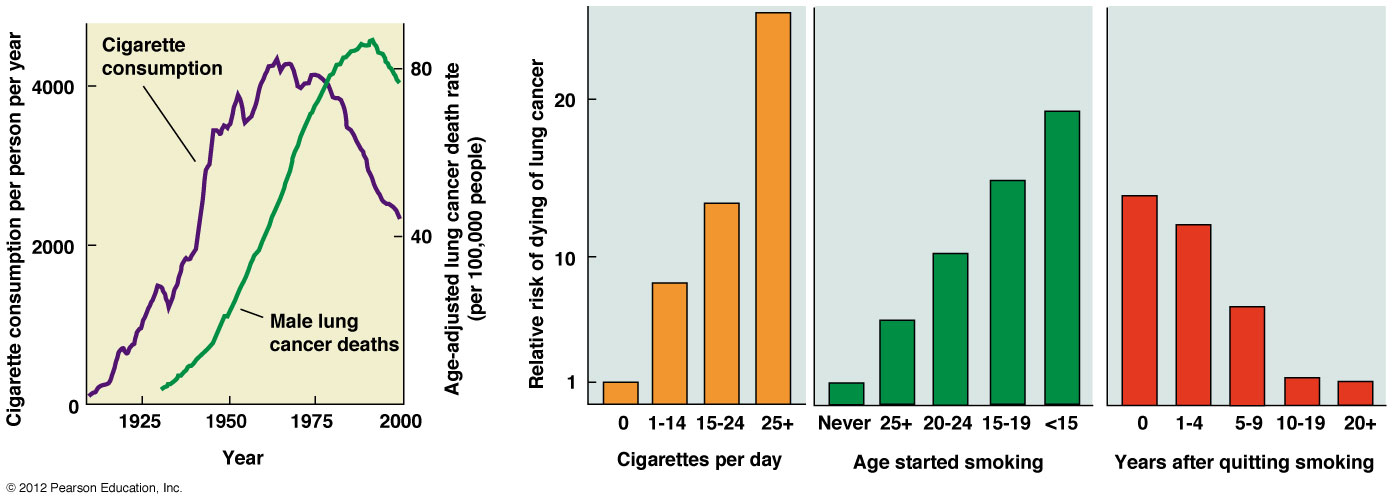 Cigarette consumption per person per year
4000
2000
0
Cigarette
consumption
Male lung
cancer deaths
80
40
Age-adjusted lung cancer death rate
(per 100,000 people)
1925 1950 1975 2000
Year
Relative risk of dying of lung cancer
20
10
1
0 1-14 15-24 25+
Cigarettes per day
Never 25+ 20-24 15-19 <15
Age started smoking
0 1-4 5-9 10-19 20+
Years after quitting smoking
© 2012 Pearson Education, Inc.